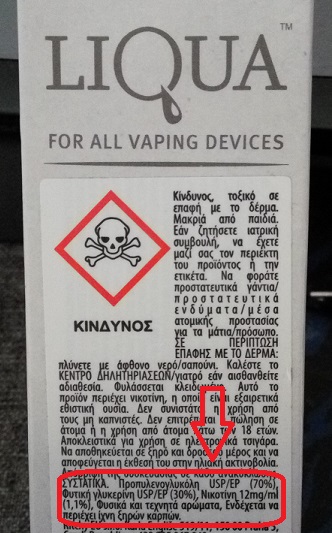 LIQUA™
FOR ALL VAPING DEVICES
Κίνδυνος, τοξικό σε
επαφή με το δέρμα.
Μακριά από παιδιά.
Εάν ζητήσετε ιατρική
συμβουλή, να έχετε
μαζί σας τον περιέκτη
του προϊόντος ή την
ετικέτα. Να φοράτε
προστατευτικά γάντια/
προστατευτικά
ενδύματα/μέσα
ατομικής προστασίας
για τα μάτια/πρόσωπο.
ΚΙΝΔΥΝΟΣ
ΣΕ ΠΕΡΙΠΤΩΣΗ
ΕΠΑΦΗΣ ΜΕ ΤΟ ΔΕΡΜΑ:
πλύνετε με άφθονο νερό/σαπούνι. Καλέστε το
ΚΕΝΤΡΟ ΔΗΛΗΤΗΡΙΑΣΕΩΝ/γιατρό εάν αισθανθείτε
αδιαθεσία. Φυλάσσεται κλειδωμένο. Αυτό το
προϊόν περιέχει νικοτίνη, η οποία είναι εξαιρετικά
εθιστική ουσία. Δεν συνιστάται η χρήση από
τους μη καπνιστές. Δεν επιτρέπεται η πώληση σε
άτομα ή η χρήση από άτομα κάτω των 18 ετών.
Αποκλειστικά για χρήση σε ηλεκτρονικά τσιγάρα.
Να αποθηκεύεται σε ξηρό και δροσερό μέρος και να
αποφεύγεται η έκθεσή του στην ηλιακή ακτινοβολία.
ΣΥΣΤΑΤΙΚΑ. Προπυλενογλυκόλη USP/EP (70%),
Φυτική γλυκερίνη USP/EP (30%), Νικοτίνη 12mg/ml
(1,1%), Φυσικά και τεχνητά αρώματα, Ενδέχεται να
περιέχει ίχνη ξηρών καρπών.